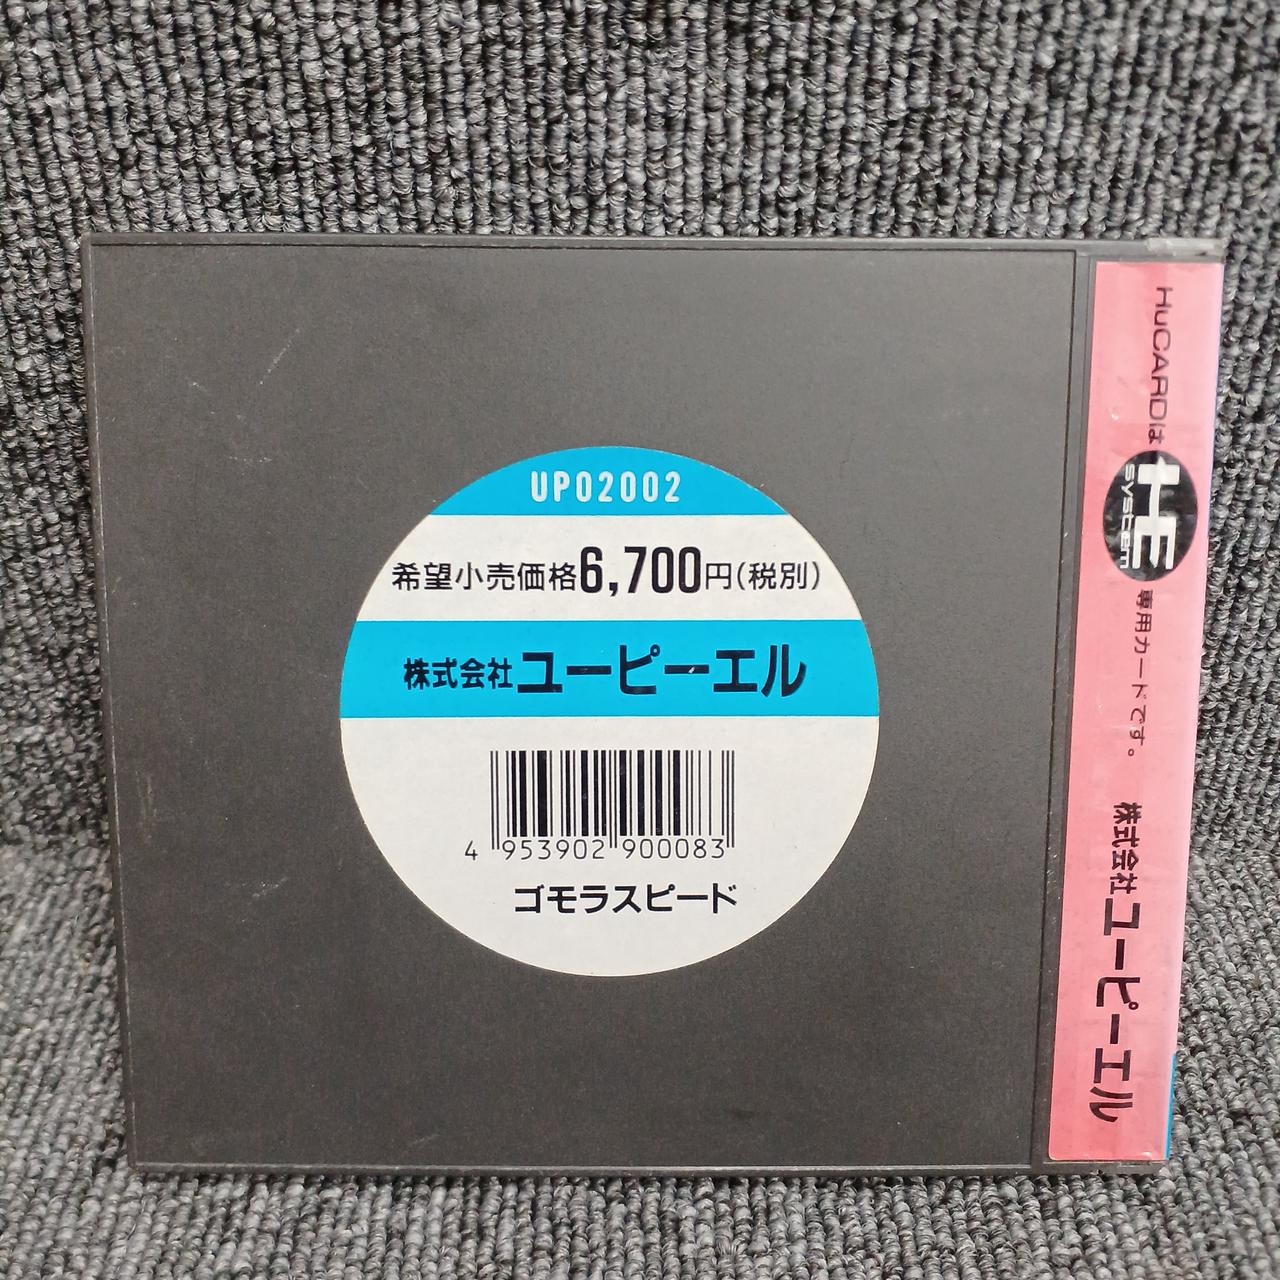 UP02002
希望小売価格6,700円(税別)
株式会社ユーピーエル
4 953902 900083
ゴモラスピード
HuCARDは
HE
SYSTEM
専用カードです。
株式会社ユーピーエル